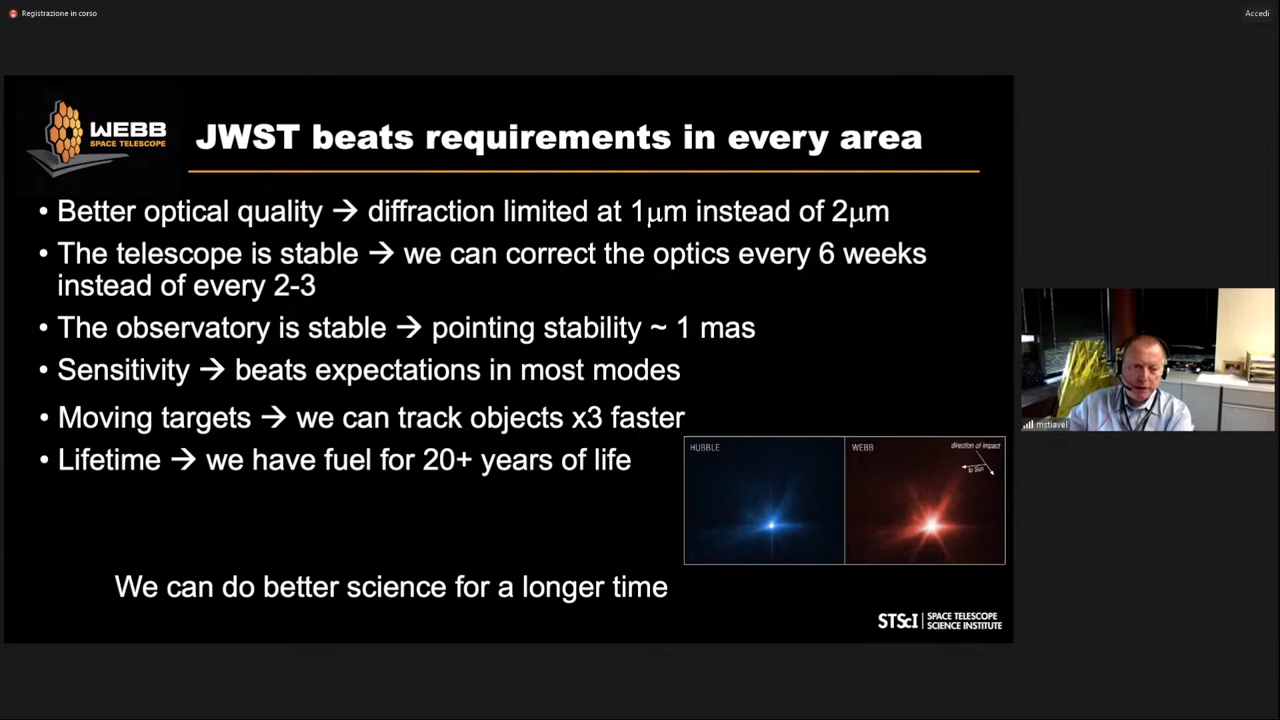 Registrazione in corso
Accedi
WEBB
SPACE TELESCOPE
JWST beats requirements in every area
• Better optical quality → diffraction limited at 1μm instead of 2μm
• The telescope is stable → we can correct the optics every 6 weeks
instead of every 2-3
• The observatory is stable → pointing stability ~ 1 mas
• Sensitivity → beats expectations in most modes
• Moving targets → we can track objects x3 faster
• Lifetime → we have fuel for 20+ years of life
HUBBLE
WEBB
direction of impact
to Sun
We can do better science for a longer time
STScI | SPACE TELESCOPE
SCIENCE INSTITUTE
mstiavel